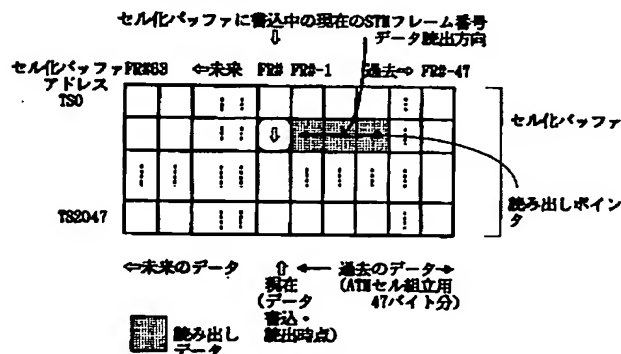 セル化バッファに書込中の現在のSTMフレーム番号
⇩ データ読出方向
セル化バッファFR#63 ⇦未来 FR# FR#-1 過去⇨ FR#-47
アドレス
TS0
セル化バッファ
⇩
読み出しポインタ
TS2047
⇦未来のデータ ⇧ ← 過去のデータ→
現在 (ATMセル組立用
(データ 47バイト分)
書込・
読出時点)
読み出し
データ